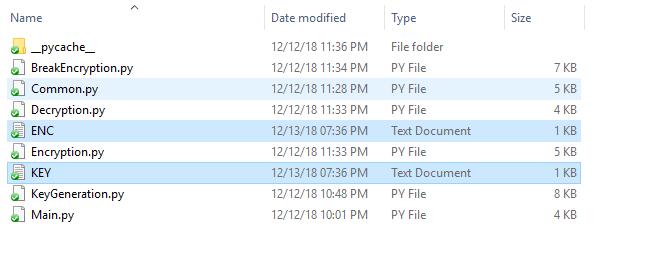 Name Date modified Type Size
__pycache__ 12/12/18 11:36 PM File folder
BreakEncryption.py 12/12/18 11:34 PM PY File 7 KB
Common.py 12/12/18 11:28 PM PY File 5 KB
Decryption.py 12/12/18 11:33 PM PY File 4 KB
ENC 12/13/18 07:36 PM Text Document 1 KB
Encryption.py 12/12/18 11:33 PM PY File 5 KB
KEY 12/13/18 07:36 PM Text Document 1 KB
KeyGeneration.py 12/12/18 10:48 PM PY File 8 KB
Main.py 12/12/18 10:01 PM PY File 4 KB